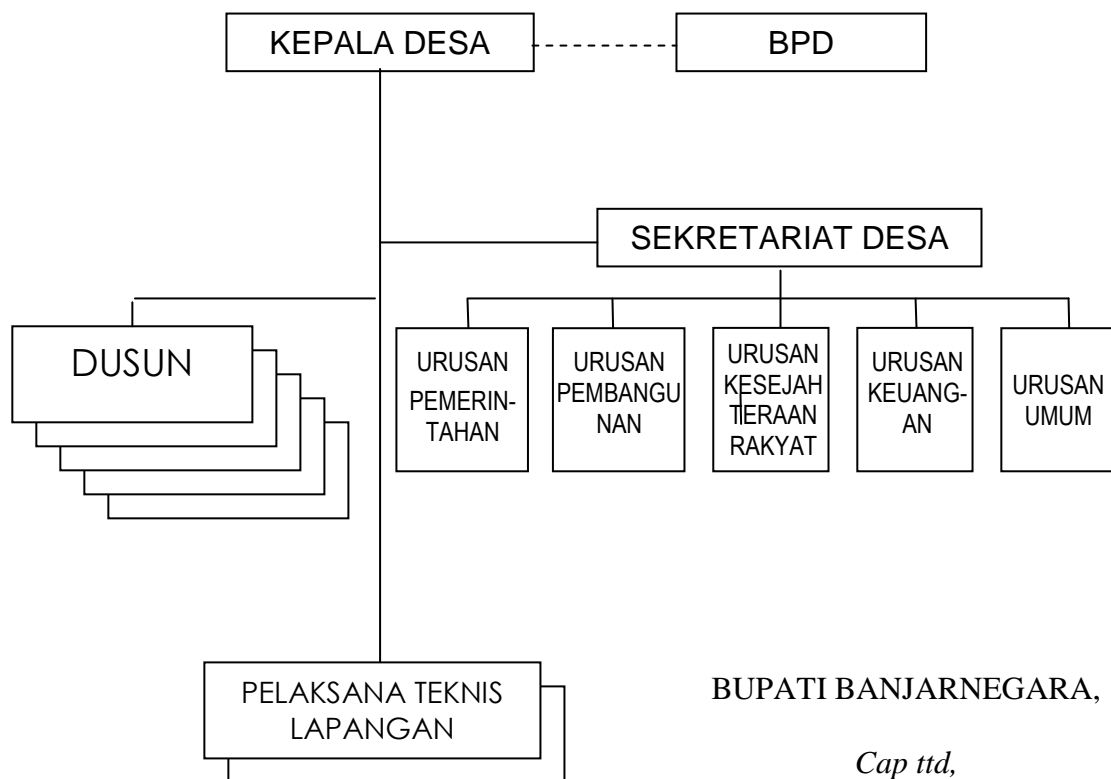 KEPALA DESA
BPD
SEKRETARIAT DESA
DUSUN
URUSAN
PEMERIN-
TAHAN
URUSAN
PEMBANGU
NAN
URUSAN
KESEJAH
TERAAN
RAKYAT
URUSAN
KEUANG-
AN
URUSAN
UMUM
PELAKSANA TEKNIS
LAPANGAN
BUPATI BANJARNEGARA,
Cap ttd,